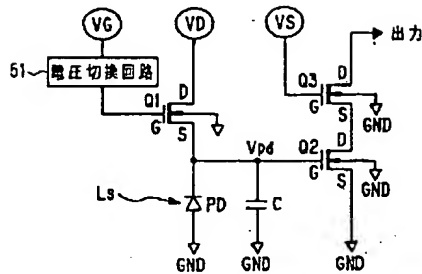 VG
VD
VS
出力
51
電圧切換回路
Q1
D
G
S
Q3
D
G
S
GND
Vpd
Q2
D
G
S
GND
Ls
PD
C
GND
GND
GND